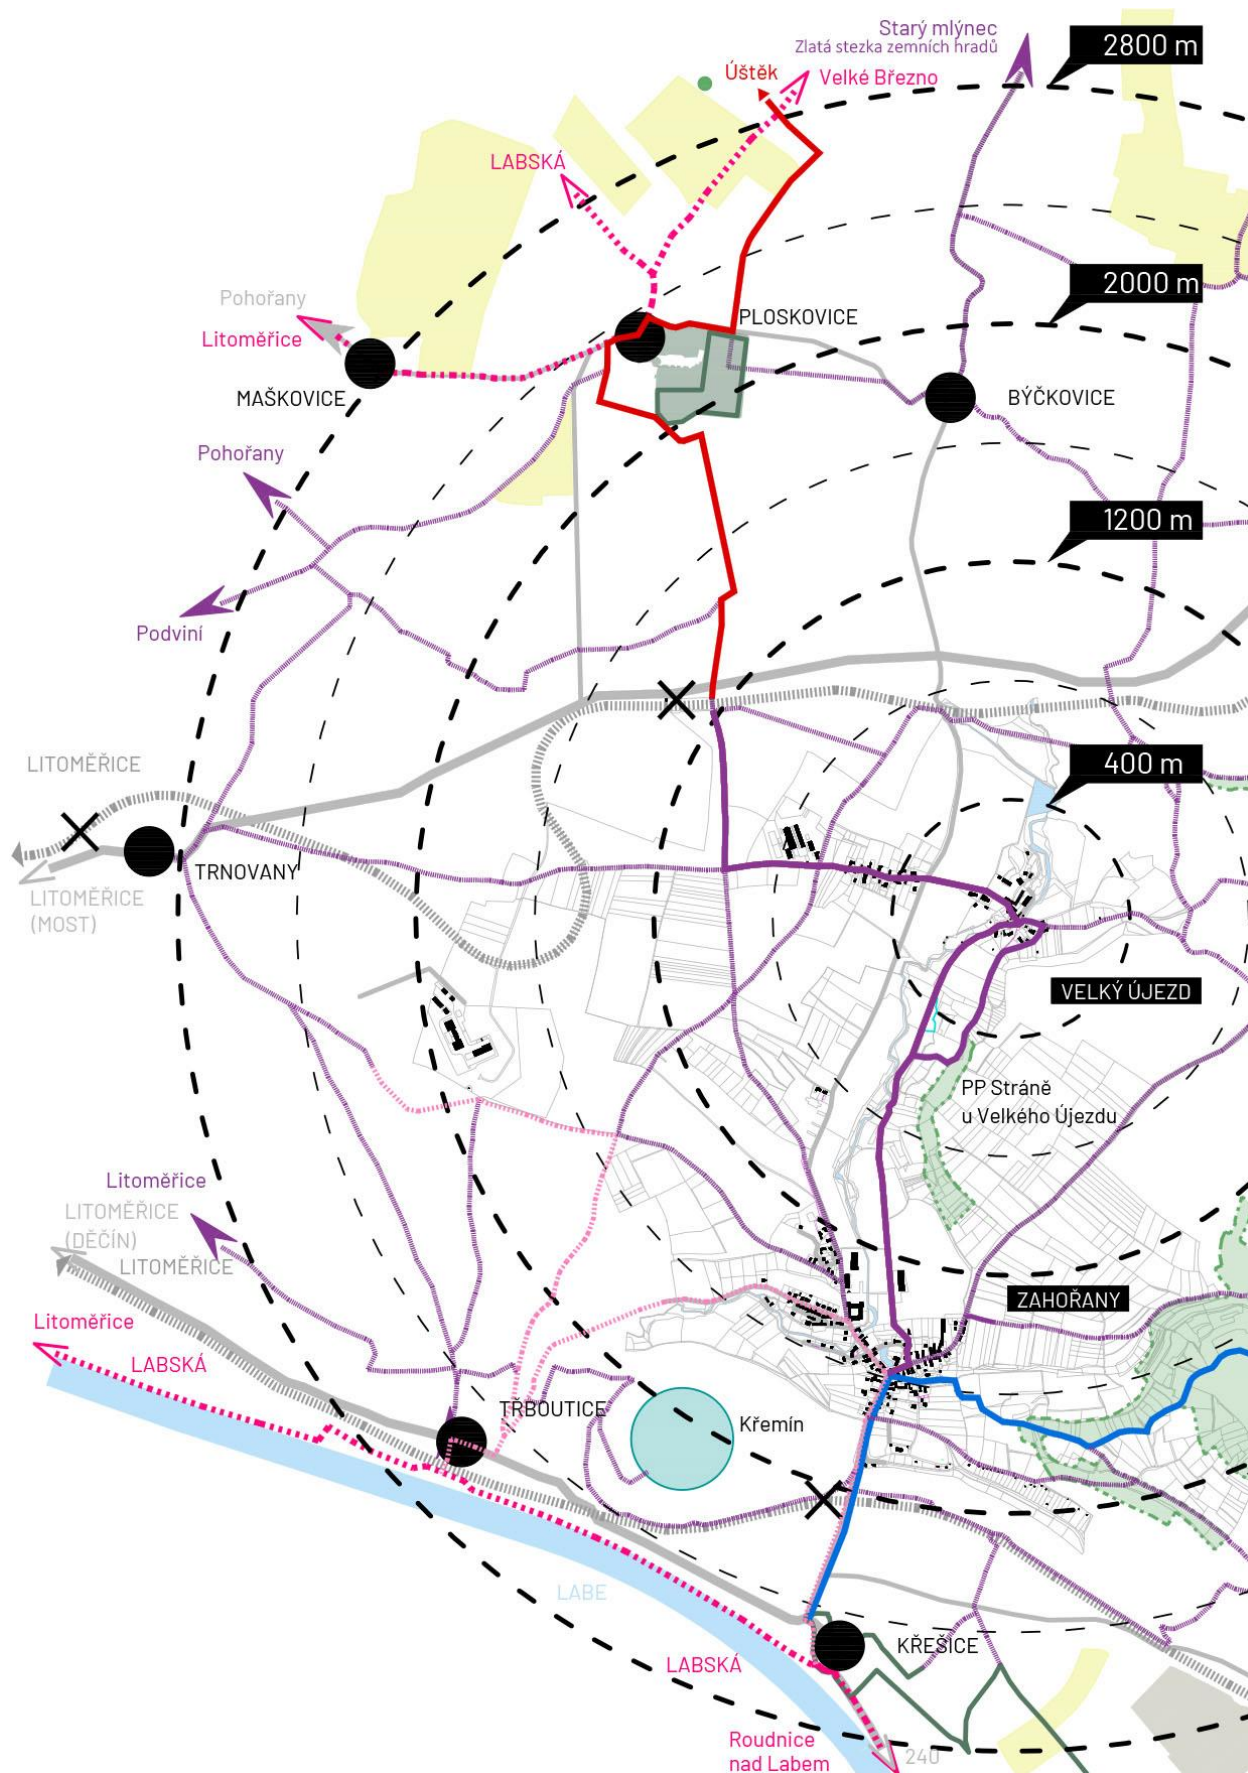 Starý mlýnec
Zlatá stezka zemních hradů
2800 m
Úštěk
Velké Březno
LABSKÁ
2000 m
Pohořany
Litoměřice
PLOSKOVICE
MAŠKOVICE
BÝČKOVICE
Pohořany
1200 m
Podviní
400 m
LITOMĚŘICE
TRNOVANY
LITOMĚŘICE
(MOST)
VELKÝ ÚJEZD
PP Stráně
u Velkého Újezdu
Litoměřice
LITOMĚŘICE
(DĚČÍN)
LITOMĚŘICE
ZAHOŘANY
Litoměřice
LABSKÁ
TŘBOUTICE
Křemín
LABE
KŘEŠICE
LABSKÁ
Roudnice
nad Labem
240